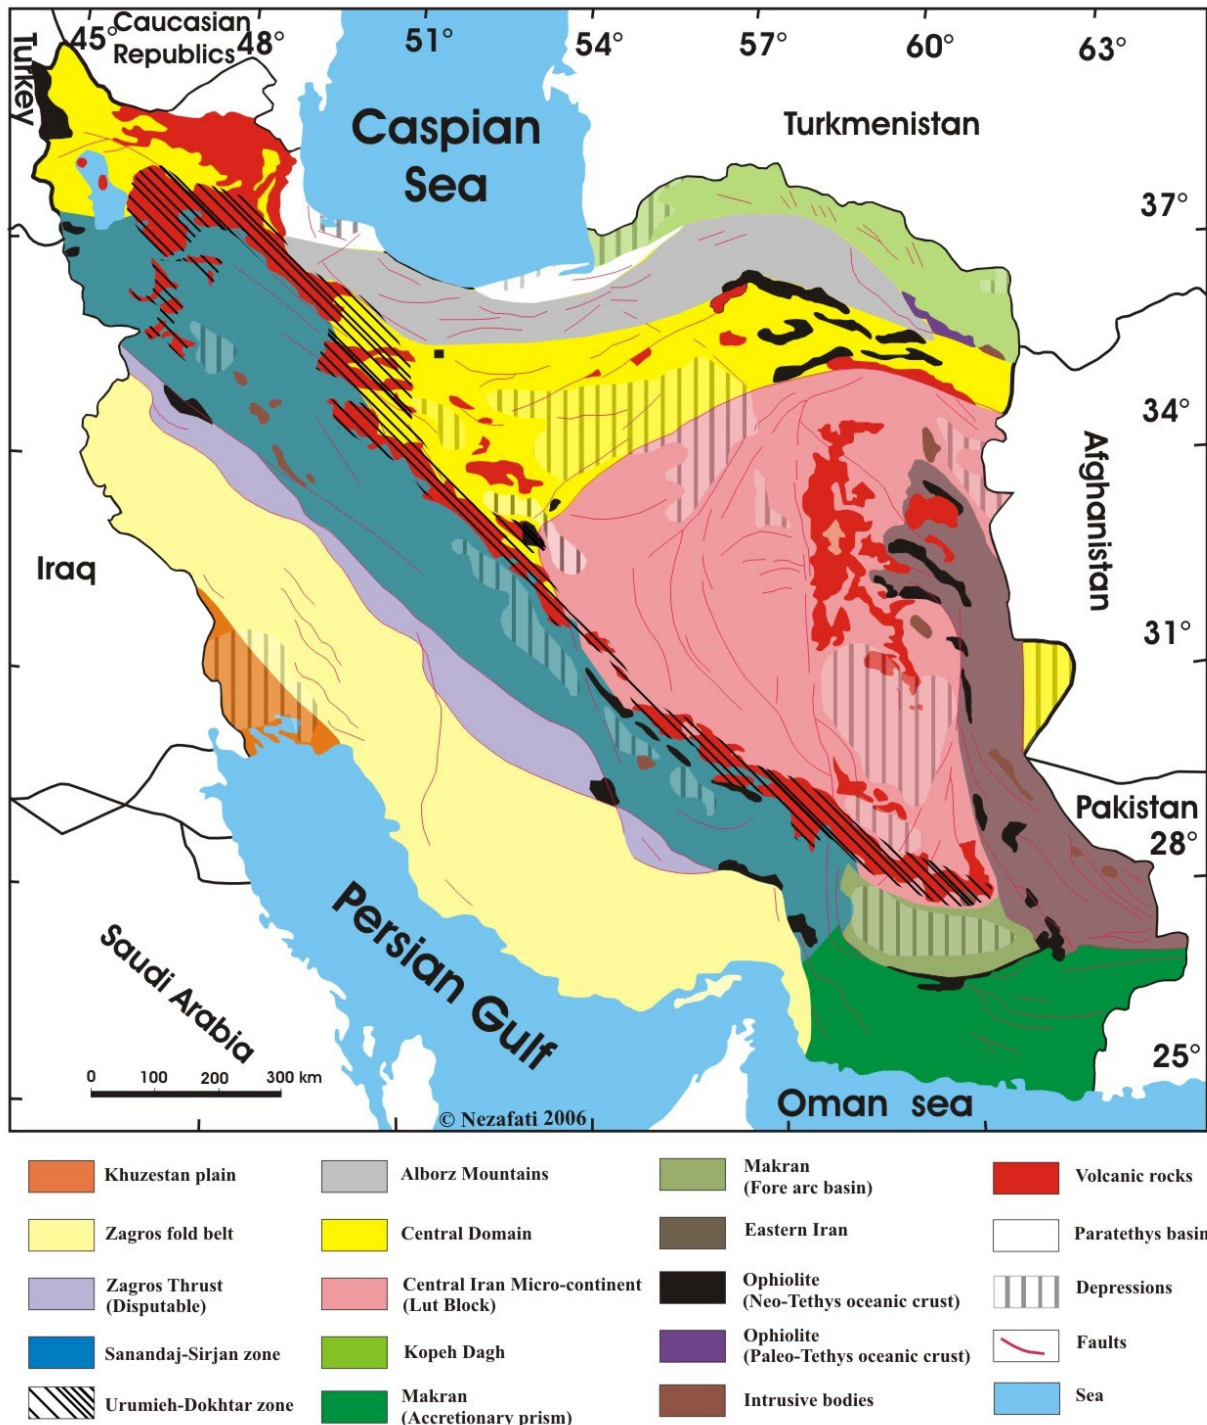 45° 48° 51° 54° 57° 60° 63°
Caucasian
Republics
Turkey
Caspian
Sea
Turkmenistan
37°
34°
Afghanistan
Iraq
31°
Pakistan
28°
Persian Gulf
Saudi Arabia
25°
0 100 200 300 km
Oman sea
© Nezafati 2006
Khuzestan plain
Zagros fold belt
Zagros Thrust
(Disputable)
Sanandaj-Sirjan zone
Urumieh-Dokhtar zone
Alborz Mountains
Central Domain
Central Iran Micro-continent
(Lut Block)
Kopeh Dagh
Makran
(Accretionary prism)
Makran
(Fore arc basin)
Eastern Iran
Ophiolite
(Neo-Tethys oceanic crust)
Ophiolite
(Paleo-Tethys oceanic crust)
Intrusive bodies
Volcanic rocks
Paratethys basin
Depressions
Faults
Sea